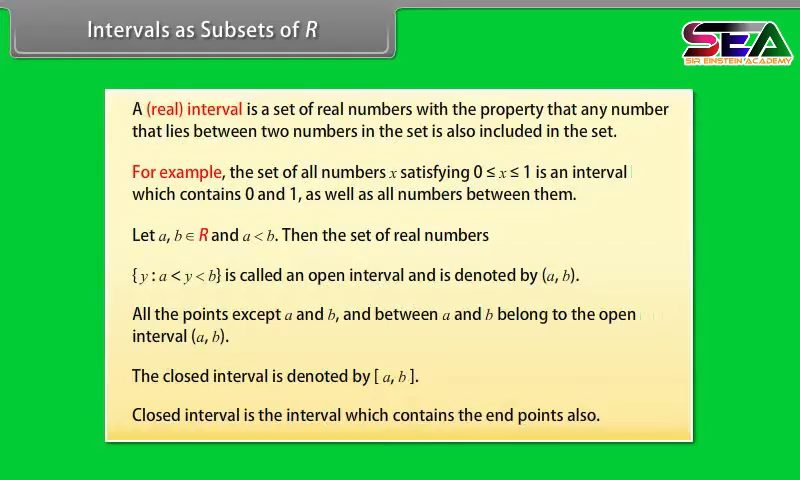 Intervals as Subsets of R
SEA
SIR EINSTEIN ACADEMY
A (real) interval is a set of real numbers with the property that any number
that lies between two numbers in the set is also included in the set.
For example, the set of all numbers x satisfying 0 ≤ x ≤ 1 is an interval
which contains 0 and 1, as well as all numbers between them.
Let a, b ∈ R and a < b. Then the set of real numbers
{ y : a < y < b} is called an open interval and is denoted by (a, b).
All the points except a and b, and between a and b belong to the open
interval (a, b).
The closed interval is denoted by [ a, b ].
Closed interval is the interval which contains the end points also.